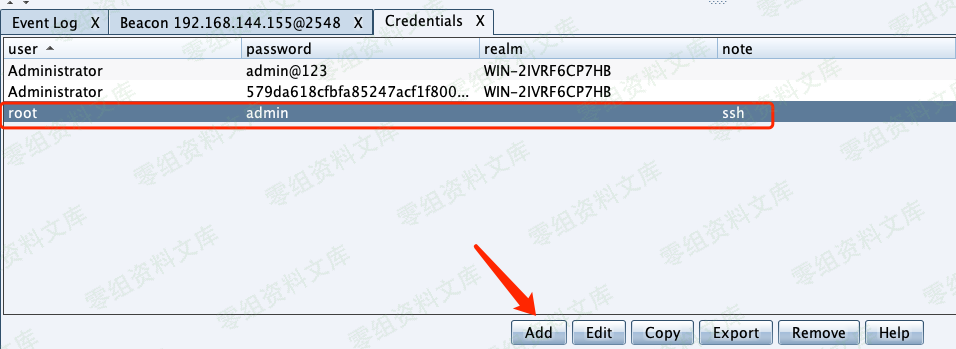 Event Log X Beacon 192.168.144.155@2548 X Credentials X
user password realm note
Administrator admin@123 WIN-2IVRF6CP7HB
Administrator 579da618cfbfa85247acf1f800... WIN-2IVRF6CP7HB
root admin ssh
零组资料文库
Add Edit Copy Export Remove Help